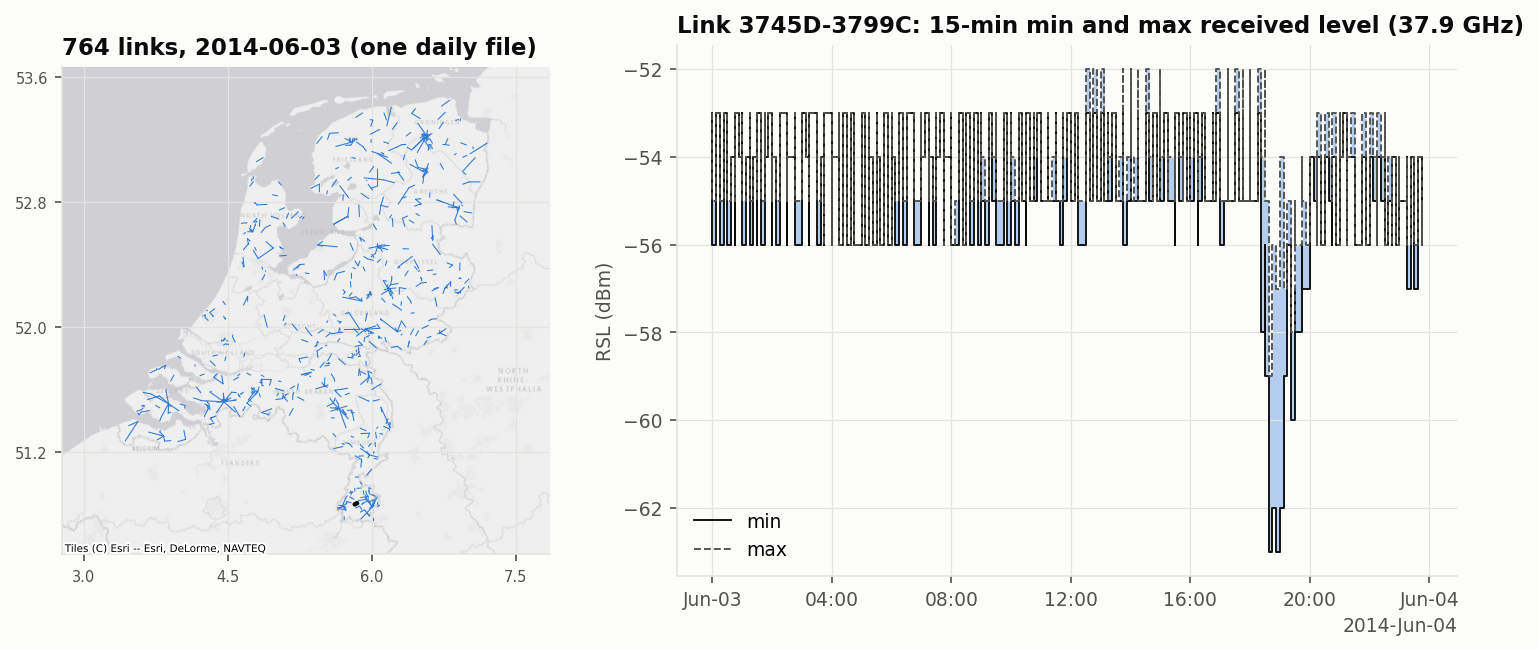 764 links, 2014-06-03 (one daily file)
53.6
52.8
52.0
51.2
3.0
4.5
6.0
7.5
GRONINGEN
FRIESLAND
DRENTHE
NORTH
RHINE-
WESTPHALIA
BELGIUM
FLANDERS
Tiles (C) Esri -- Esri, DeLorme, NAVTEQ
Link 3745D-3799C: 15-min min and max received level (37.9 GHz)
RSL (dBm)
−52
−54
−56
−58
−60
−62
min
max
Jun-03
04:00
08:00
12:00
16:00
20:00
Jun-04
2014-Jun-04